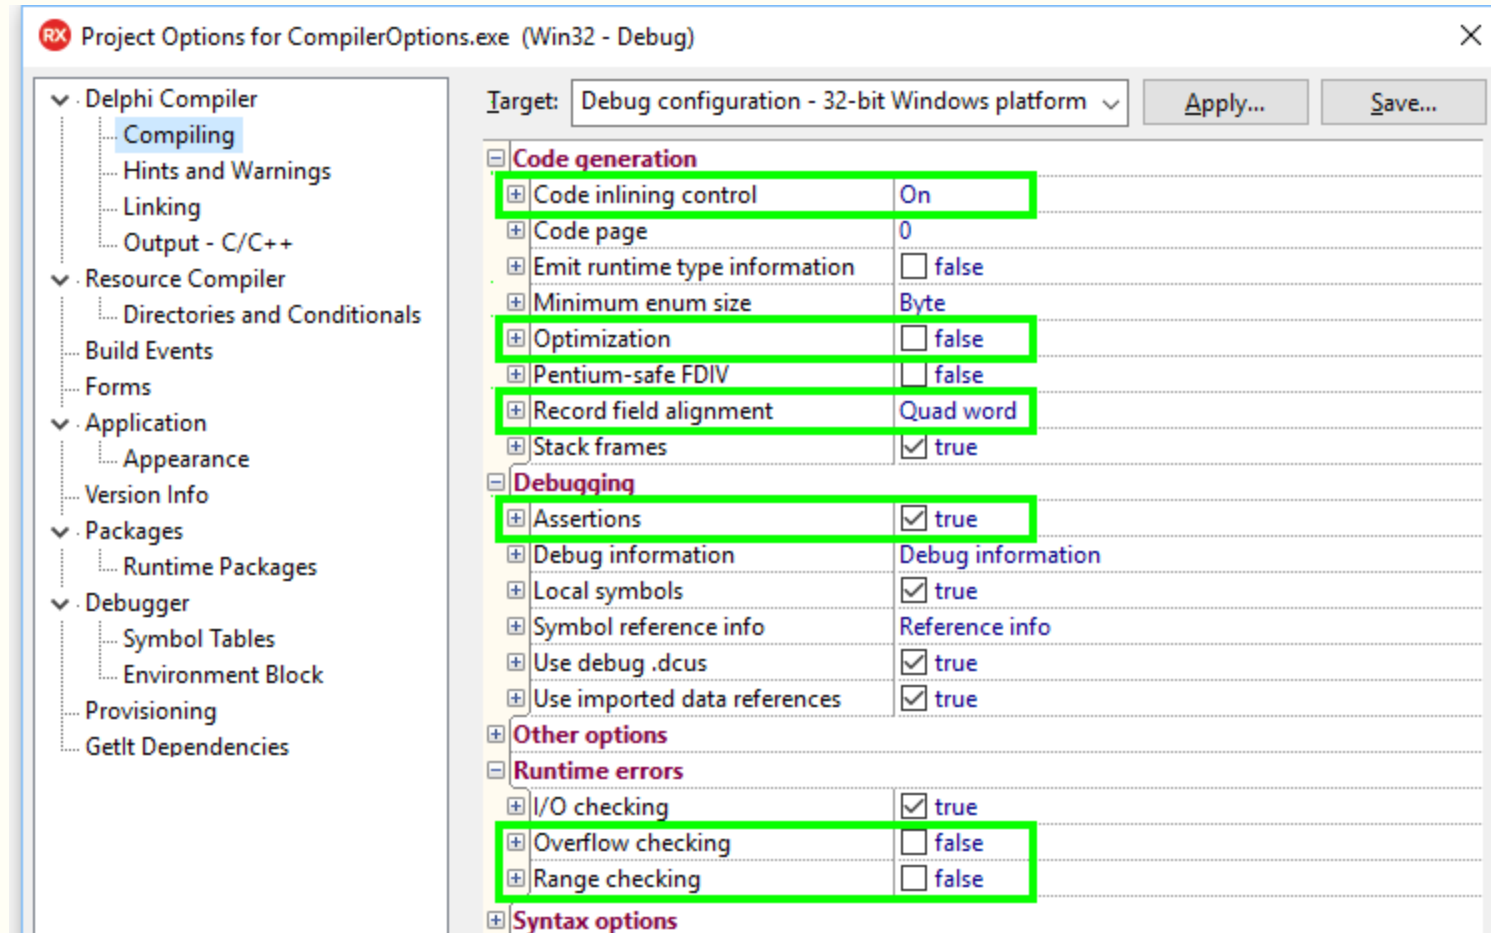 RX Project Options for CompilerOptions.exe (Win32 - Debug)
Delphi Compiler
Compiling
Hints and Warnings
Linking
Output - C/C++
Resource Compiler
Directories and Conditionals
Build Events
Forms
Application
Appearance
Version Info
Packages
Runtime Packages
Debugger
Symbol Tables
Environment Block
Provisioning
GetIt Dependencies
Target: Debug configuration - 32-bit Windows platform Apply... Save...
Code generation
Code inlining control On
Code page 0
Emit runtime type information false
Minimum enum size Byte
Optimization false
Pentium-safe FDIV false
Record field alignment Quad word
Stack frames true
Debugging
Assertions true
Debug information Debug information
Local symbols true
Symbol reference info Reference info
Use debug .dcus true
Use imported data references true
Other options
Runtime errors
I/O checking true
Overflow checking false
Range checking false
Syntax options